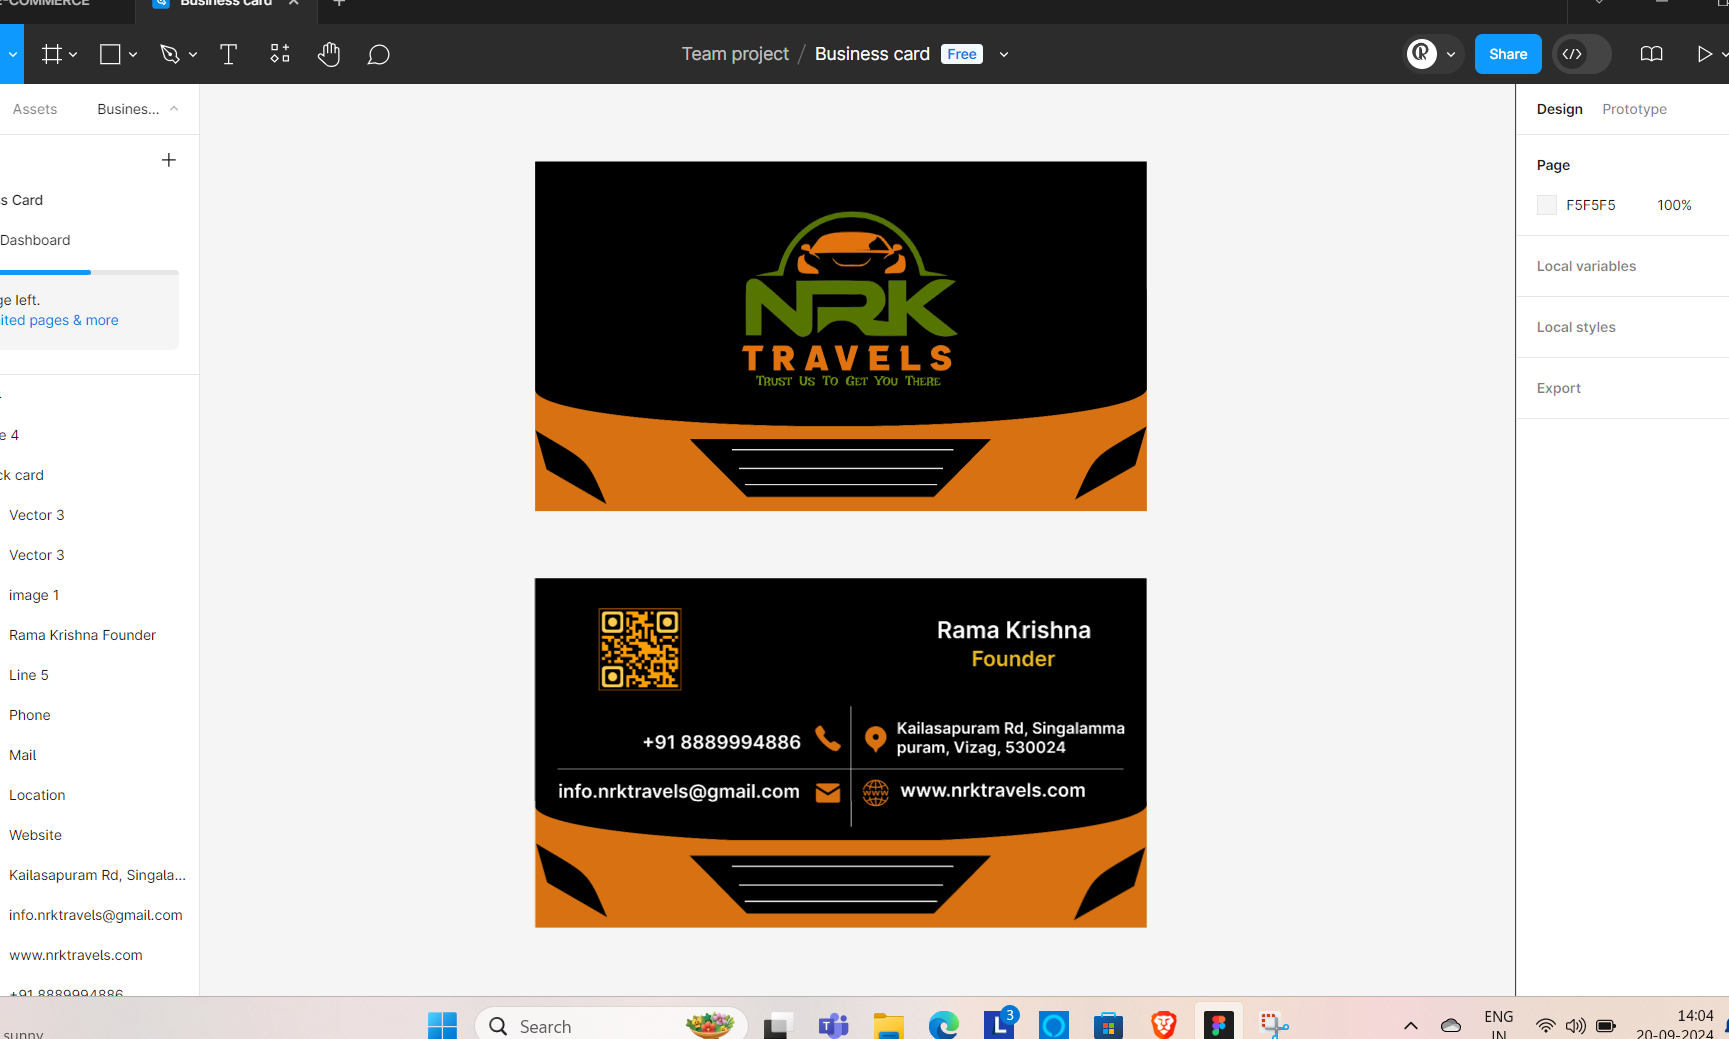 E-COMMERCE
Business card
Team project / Business card Free
Share
Assets
Busines...
s Card
Dashboard
ge left.
ited pages & more
e 4
ck card
Vector 3
Vector 3
image 1
Rama Krishna Founder
Line 5
Phone
Mail
Location
Website
Kailasapuram Rd, Singala...
info.nrktravels@gmail.com
www.nrktravels.com
+91 8889994886
NRK
TRAVELS
TRUST US TO GET YOU THERE
Rama Krishna
Founder
+91 8889994886
Kailasapuram Rd, Singalamma
puram, Vizag, 530024
info.nrktravels@gmail.com
www.nrktravels.com
Design
Prototype
Page
F5F5F5 100%
Local variables
Local styles
Export
sunny
Search
3
ENG
IN
14:04
20-09-2024